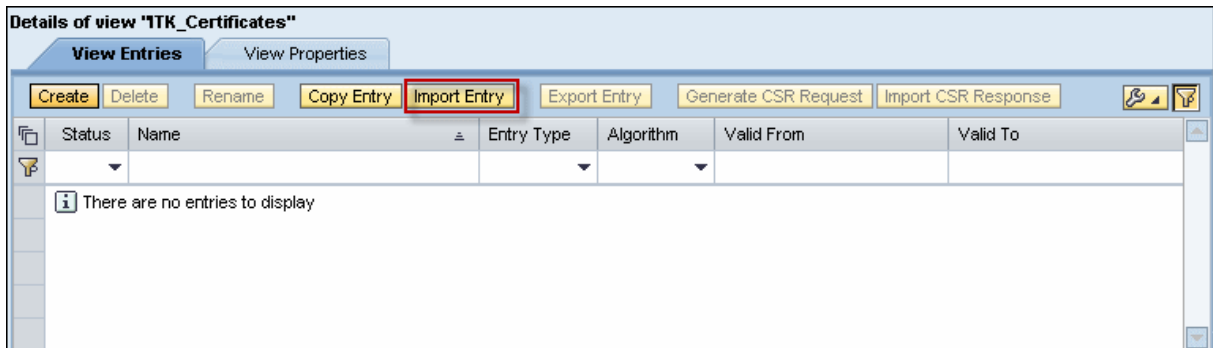 Details of view "ITK_Certificates"
View Entries View Properties
Create Delete Rename Copy Entry Import Entry Export Entry Generate CSR Request Import CSR Response
Status Name Entry Type Algorithm Valid From Valid To
There are no entries to display